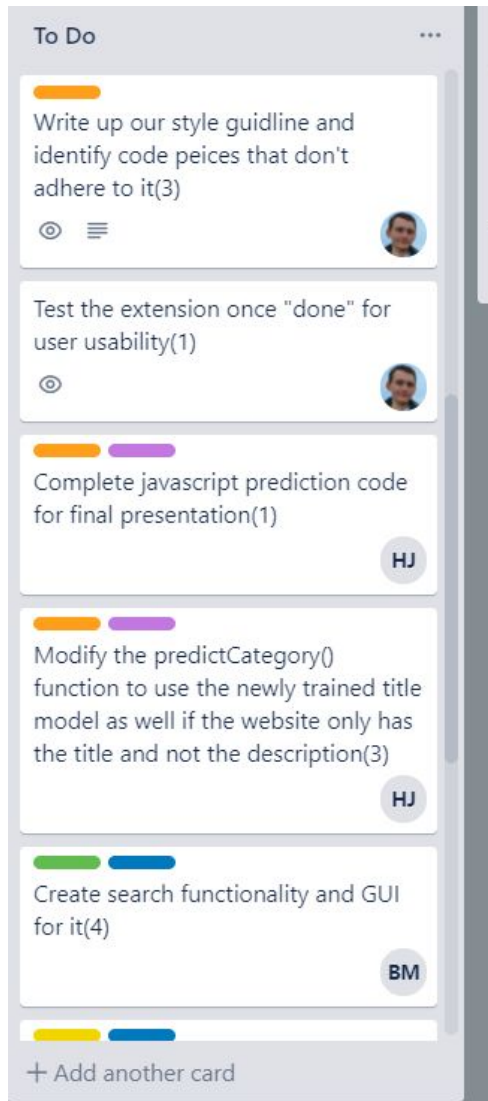 To Do
Write up our style guidline and
identify code peices that don't
adhere to it(3)
Test the extension once "done" for
user usability(1)
Complete javascript prediction code
for final presentation(1)
HJ
Modify the predictCategory()
function to use the newly trained title
model as well if the website only has
the title and not the description(3)
HJ
Create search functionality and GUI
for it(4)
BM
+ Add another card